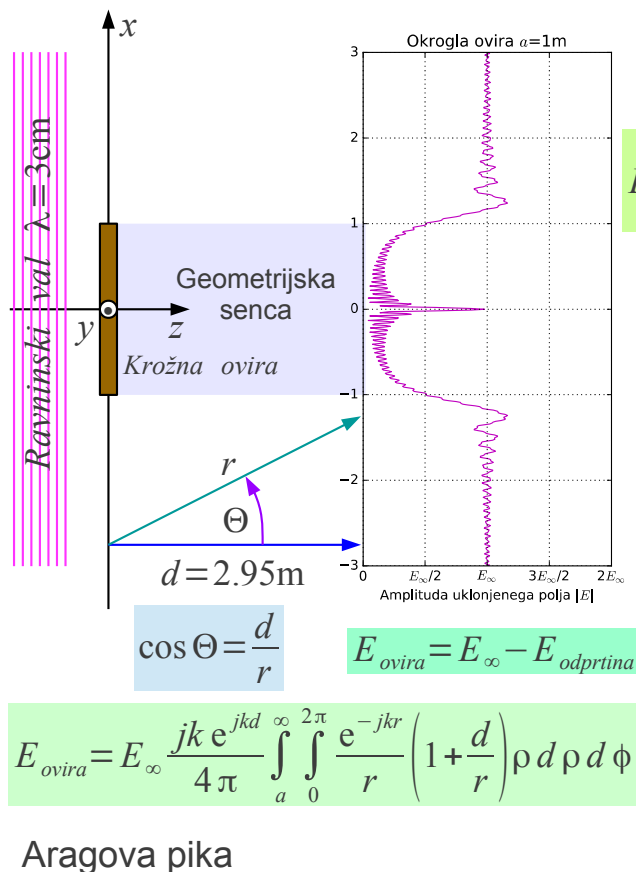 x
Ravninski val λ=3cm
y
z
Geometrijska
senca
Krožna ovira
r
Θ
d=2.95m
cos Θ = d/r
Okrogla ovira a=1m
3
2
1
0
−1
−2
−3
0 E∞/2 E∞ 3E∞/2 2E∞
Amplituda uklonjenega polja |E|
E_ovira = E∞ − E_odprtina
E_ovira = E∞ (jk e^{jkd})/(4π) ∫_a^∞ ∫_0^{2π} (e^{−jkr})/r (1 + d/r) ρ d ρ d ϕ
Aragova pika